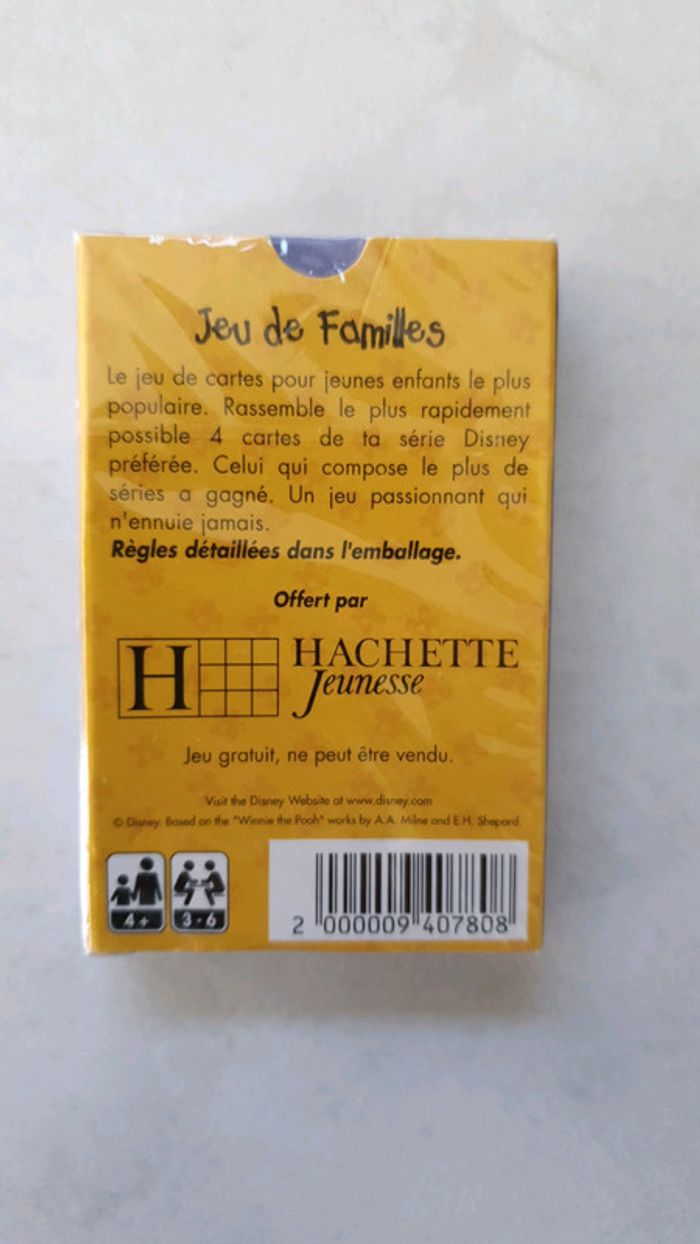 Jeu de Familles
Le jeu de cartes pour jeunes enfants le plus
populaire. Rassemble le plus rapidement
possible 4 cartes de ta série Disney
préférée. Celui qui compose le plus de
séries a gagné. Un jeu passionnant qui
n'ennuie jamais.
Règles détaillées dans l'emballage.
Offert par
H HACHETTE
Jeunesse
Jeu gratuit, ne peut être vendu.
Visit the Disney Website at www.disney.com
© Disney. Based on the "Winnie the Pooh" works by A.A. Milne and E.H. Shepard.
4+ 3-6
2 000009 407808